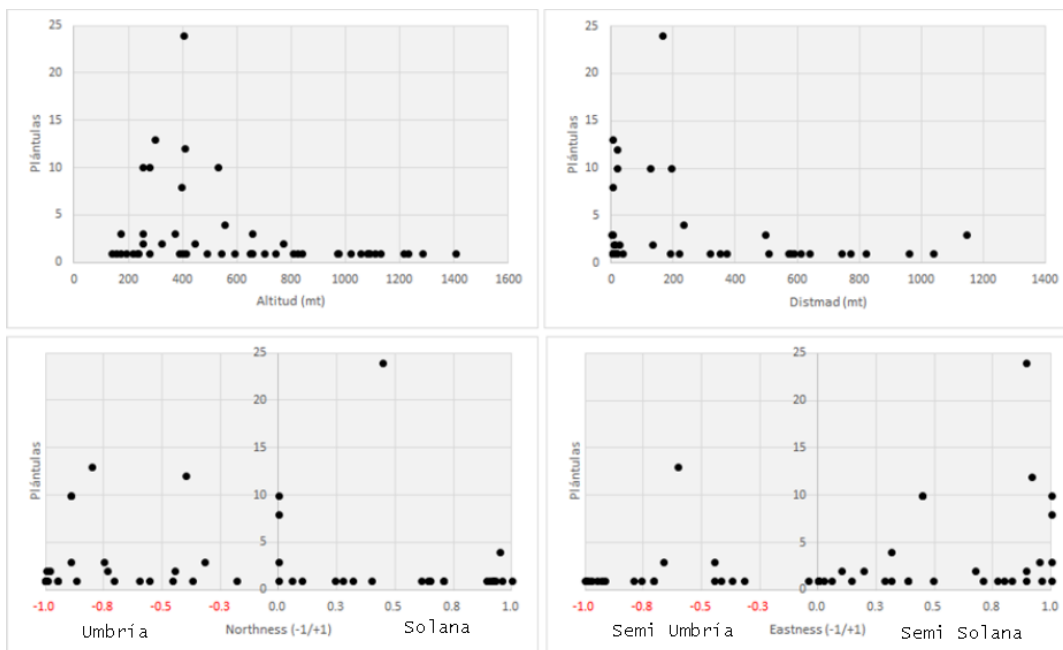 25
20
15
10
5
0
Plántulas
0 200 400 600 800 1000 1200 1400 1600
Altitud (mt)
25
20
15
10
5
0
Plántulas
0 200 400 600 800 1000 1200 1400
Distmad (mt)
25
20
15
10
5
0
Plántulas
-1.0 -0.8 -0.5 -0.3 0.0 0.3 0.5 0.8 1.0
Umbría Northness (-1/+1) Solana
25
20
15
10
5
0
Plántulas
-1.0 -0.8 -0.5 -0.3 0.0 0.3 0.5 0.8 1.0
Semi Umbría Eastness (-1/+1) Semi Solana